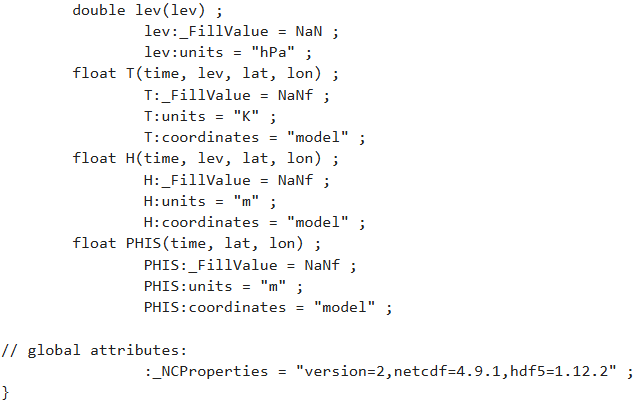 double lev(lev) ;
lev:_FillValue = NaN ;
lev:units = "hPa" ;
float T(time, lev, lat, lon) ;
T:_FillValue = NaNf ;
T:units = "K" ;
T:coordinates = "model" ;
float H(time, lev, lat, lon) ;
H:_FillValue = NaNf ;
H:units = "m" ;
H:coordinates = "model" ;
float PHIS(time, lat, lon) ;
PHIS:_FillValue = NaNf ;
PHIS:units = "m" ;
PHIS:coordinates = "model" ;
// global attributes:
:_NCProperties = "version=2,netcdf=4.9.1,hdf5=1.12.2" ;
}